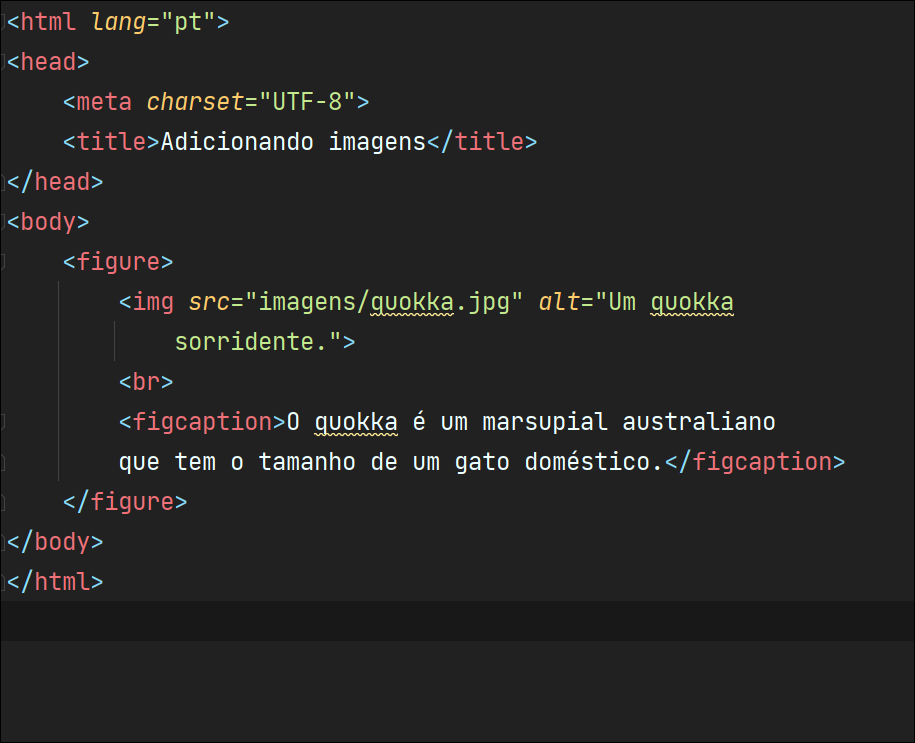 <html lang="pt">
<head>
    <meta charset="UTF-8">
    <title>Adicionando imagens</title>
</head>
<body>
    <figure>
        <img src="imagens/quokka.jpg" alt="Um quokka
            sorridente.">
        <br>
        <figcaption>O quokka é um marsupial australiano
        que tem o tamanho de um gato doméstico.</figcaption>
    </figure>
</body>
</html>